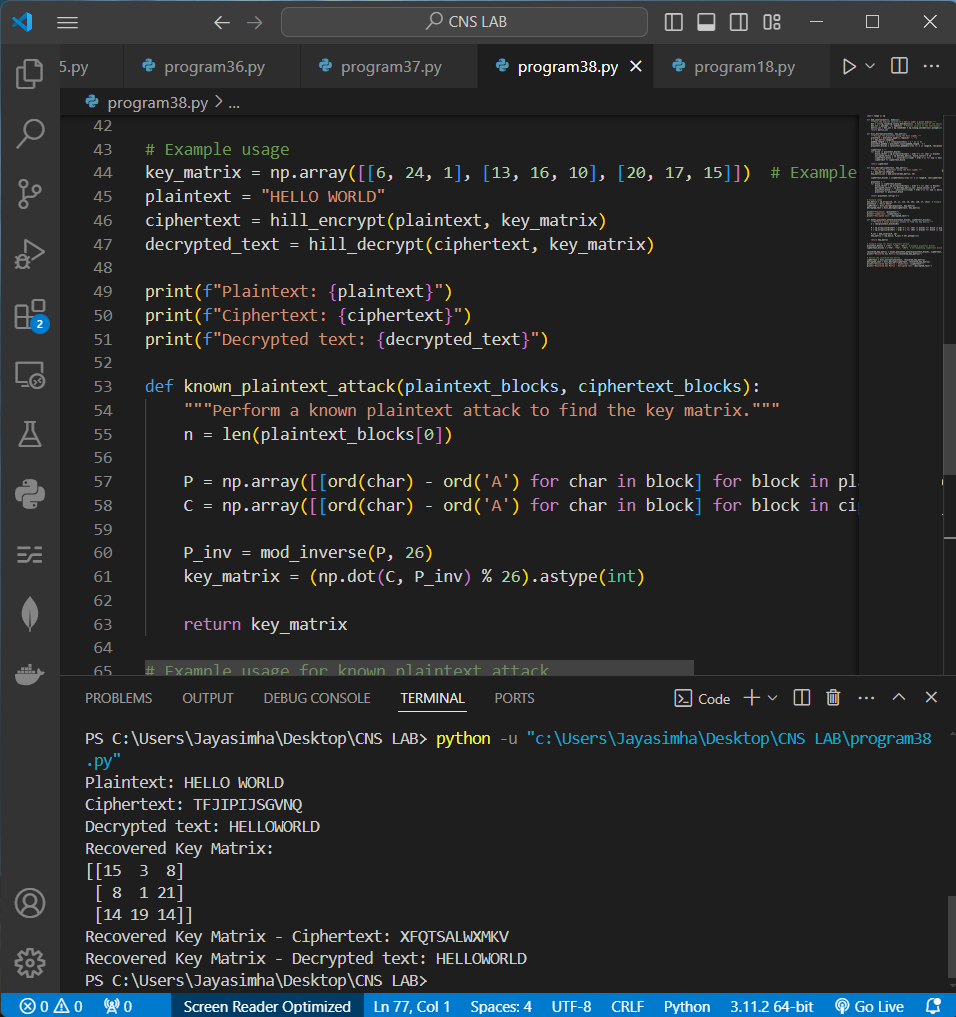 CNS LAB
5.py program36.py program37.py program38.py program18.py
program38.py > ...
42
43 # Example usage
44 key_matrix = np.array([[6, 24, 1], [13, 16, 10], [20, 17, 15]])  # Example
45 plaintext = "HELLO WORLD"
46 ciphertext = hill_encrypt(plaintext, key_matrix)
47 decrypted_text = hill_decrypt(ciphertext, key_matrix)
48
49 print(f"Plaintext: {plaintext}")
50 print(f"Ciphertext: {ciphertext}")
51 print(f"Decrypted text: {decrypted_text}")
52
53 def known_plaintext_attack(plaintext_blocks, ciphertext_blocks):
54     """Perform a known plaintext attack to find the key matrix."""
55     n = len(plaintext_blocks[0])
56
57     P = np.array([[ord(char) - ord('A') for char in block] for block in pl
58     C = np.array([[ord(char) - ord('A') for char in block] for block in ci
59
60     P_inv = mod_inverse(P, 26)
61     key_matrix = (np.dot(C, P_inv) % 26).astype(int)
62
63     return key_matrix
64
65 # Example usage for known plaintext attack
2
PROBLEMS OUTPUT DEBUG CONSOLE TERMINAL PORTS Code
PS C:\Users\Jayasimha\Desktop\CNS LAB> python -u "c:\Users\Jayasimha\Desktop\CNS LAB\program38
.py"
Plaintext: HELLO WORLD
Ciphertext: TFJIPIJSGVNQ
Decrypted text: HELLOWORLD
Recovered Key Matrix:
[[15  3  8]
 [ 8  1 21]
 [14 19 14]]
Recovered Key Matrix - Ciphertext: XFQTSALWXMKV
Recovered Key Matrix - Decrypted text: HELLOWORLD
PS C:\Users\Jayasimha\Desktop\CNS LAB>
0 0 0 Screen Reader Optimized Ln 77, Col 1 Spaces: 4 UTF-8 CRLF Python 3.11.2 64-bit Go Live